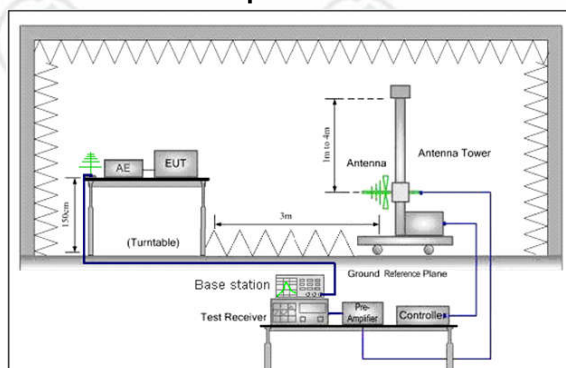 1m to 4m
Antenna Tower
Antenna
AE
EUT
150cm
3m
(Turntable)
Ground Reference Plane
Base station
Test Receiver
Pre-
Amplifier
Controlle